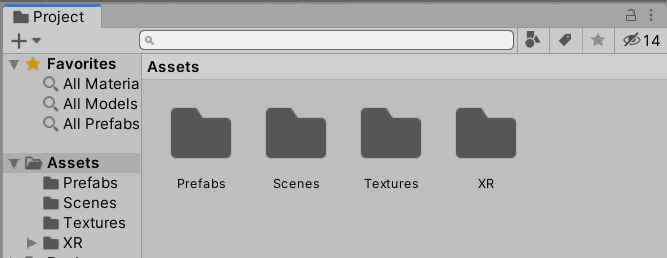 Project
14
Favorites
All Materia
All Models
All Prefabs
Assets
Prefabs
Scenes
Textures
XR
Assets
Prefabs
Scenes
Textures
XR